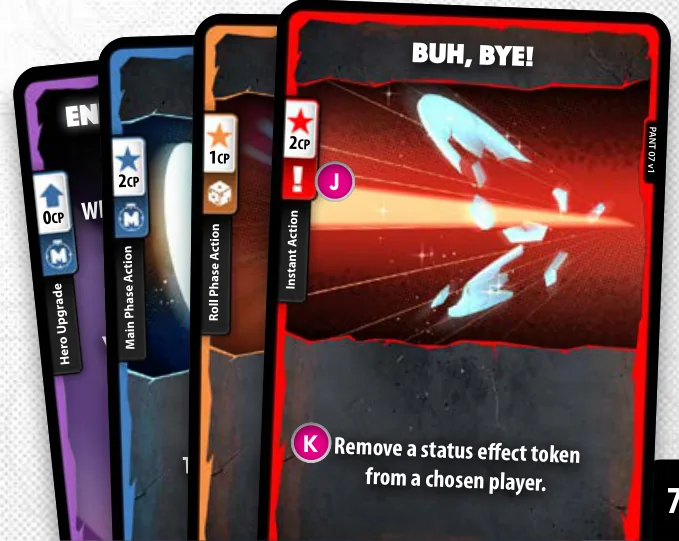 BUH, BYE!
2CP
!
Instant Action
PANT 07 v1
J
K
Remove a status effect token
from a chosen player.
1CP
Roll Phase Action
2CP
M
Main Phase Action
EN
0CP
M
Hero Upgrade
7